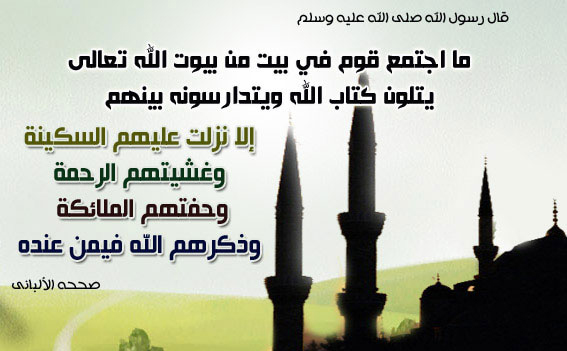 قال رسول الله صلى الله عليه وسلم
ما اجتمع قوم في بيت من بيوت الله تعالى
يتلون كتاب الله ويتدارسونه بينهم
إلا نزلت عليهم السكينة
وغشيتهم الرحمة
وحفتهم الملائكة
وذكرهم الله فيمن عنده
صححه الألبانى